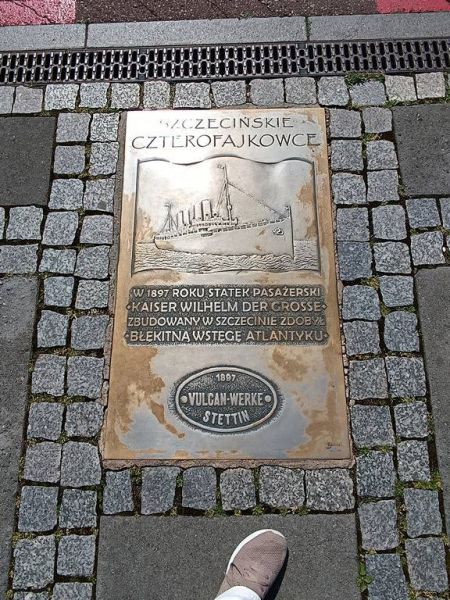 SZCZECIŃSKIE
CZTEROFAJKOWCE
W 1897 ROKU STATEK PASAŻERSKI
KAISER WILHELM DER GROSSE
ZBUDOWANY W SZCZECINIE ZDOBYŁ
BŁĘKITNĄ WSTĘGĘ ATLANTYKU
1897
VULCAN-WERKE
STETTIN